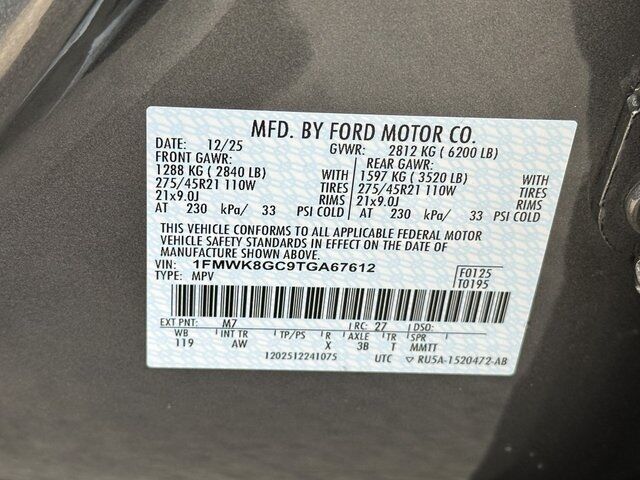 MFD. BY FORD MOTOR CO.
DATE: 12/25 GVWR: 2812 KG ( 6200 LB)
FRONT GAWR: REAR GAWR:
1288 KG ( 2840 LB) WITH 1597 KG ( 3520 LB) WITH
275/45R21 110W TIRES 275/45R21 110W TIRES
21x9.0J RIMS 21x9.0J RIMS
AT 230 kPa/ 33 PSI COLD AT 230 kPa/ 33 PSI COLD
THIS VEHICLE CONFORMS TO ALL APPLICABLE FEDERAL MOTOR
VEHICLE SAFETY STANDARDS IN EFFECT ON THE DATE OF
MANUFACTURE SHOWN ABOVE.
VIN: 1FMWK8GC9TGA67612 F0125
TYPE: MPV T0195
EXT PNT: M7 RC: 27 DSO:
WB INT TR TP/PS R AXLE TR SPR
119 AW X 3B T MMTT
1202512241075 UTC ▽ RU5A-1520472-AB